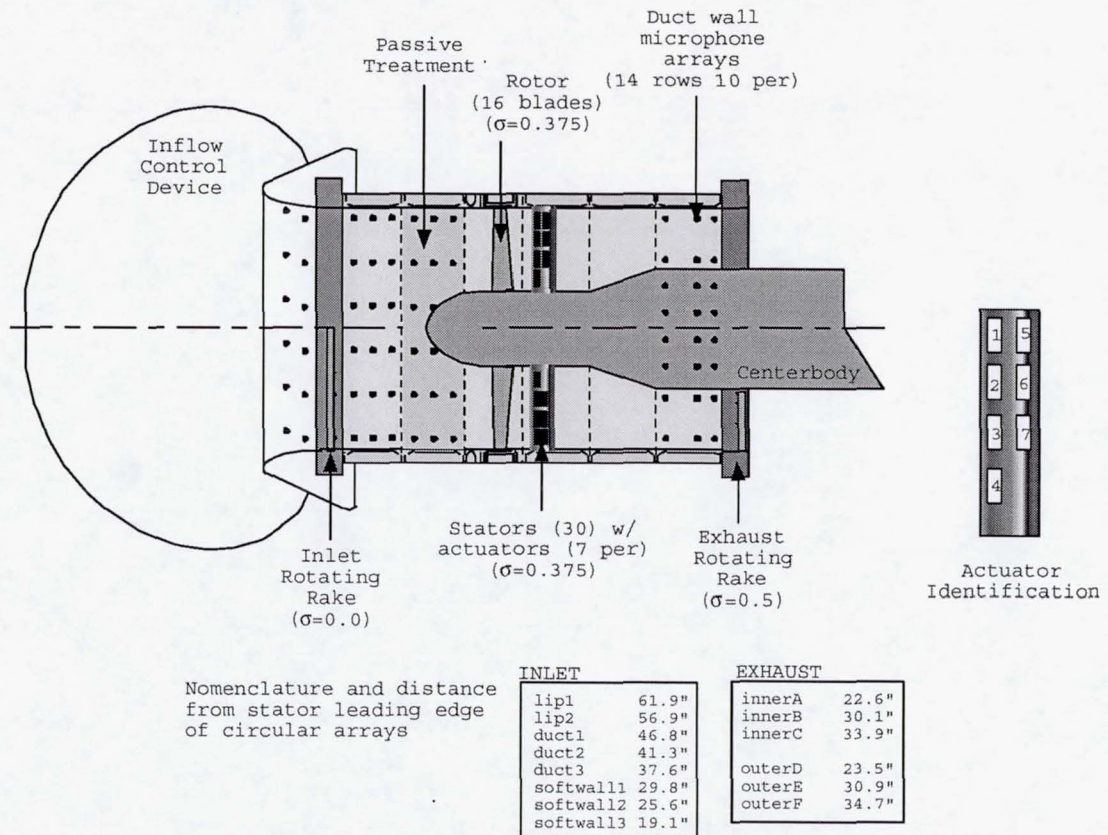 Duct wall
microphone
arrays
(14 rows 10 per)
Passive
Treatment
Rotor
(16 blades)
(σ=0.375)
Inflow
Control
Device
Centerbody
1 5
2 6
3 7
4
Stators (30) w/
actuators (7 per)
(σ=0.375)
Inlet
Rotating
Rake
(σ=0.0)
Exhaust
Rotating
Rake
(σ=0.5)
Actuator
Identification
Nomenclature and distance
from stator leading edge
of circular arrays
INLET
lip1 61.9"
lip2 56.9"
duct1 46.8"
duct2 41.3"
duct3 37.6"
softwall1 29.8"
softwall2 25.6"
softwall3 19.1"
EXHAUST
innerA 22.6"
innerB 30.1"
innerC 33.9"
outerD 23.5"
outerE 30.9"
outerF 34.7"